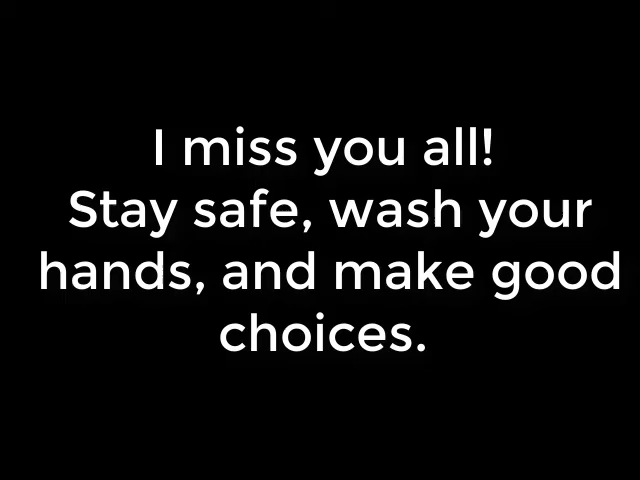 I miss you all!
Stay safe, wash your
hands, and make good
choices.